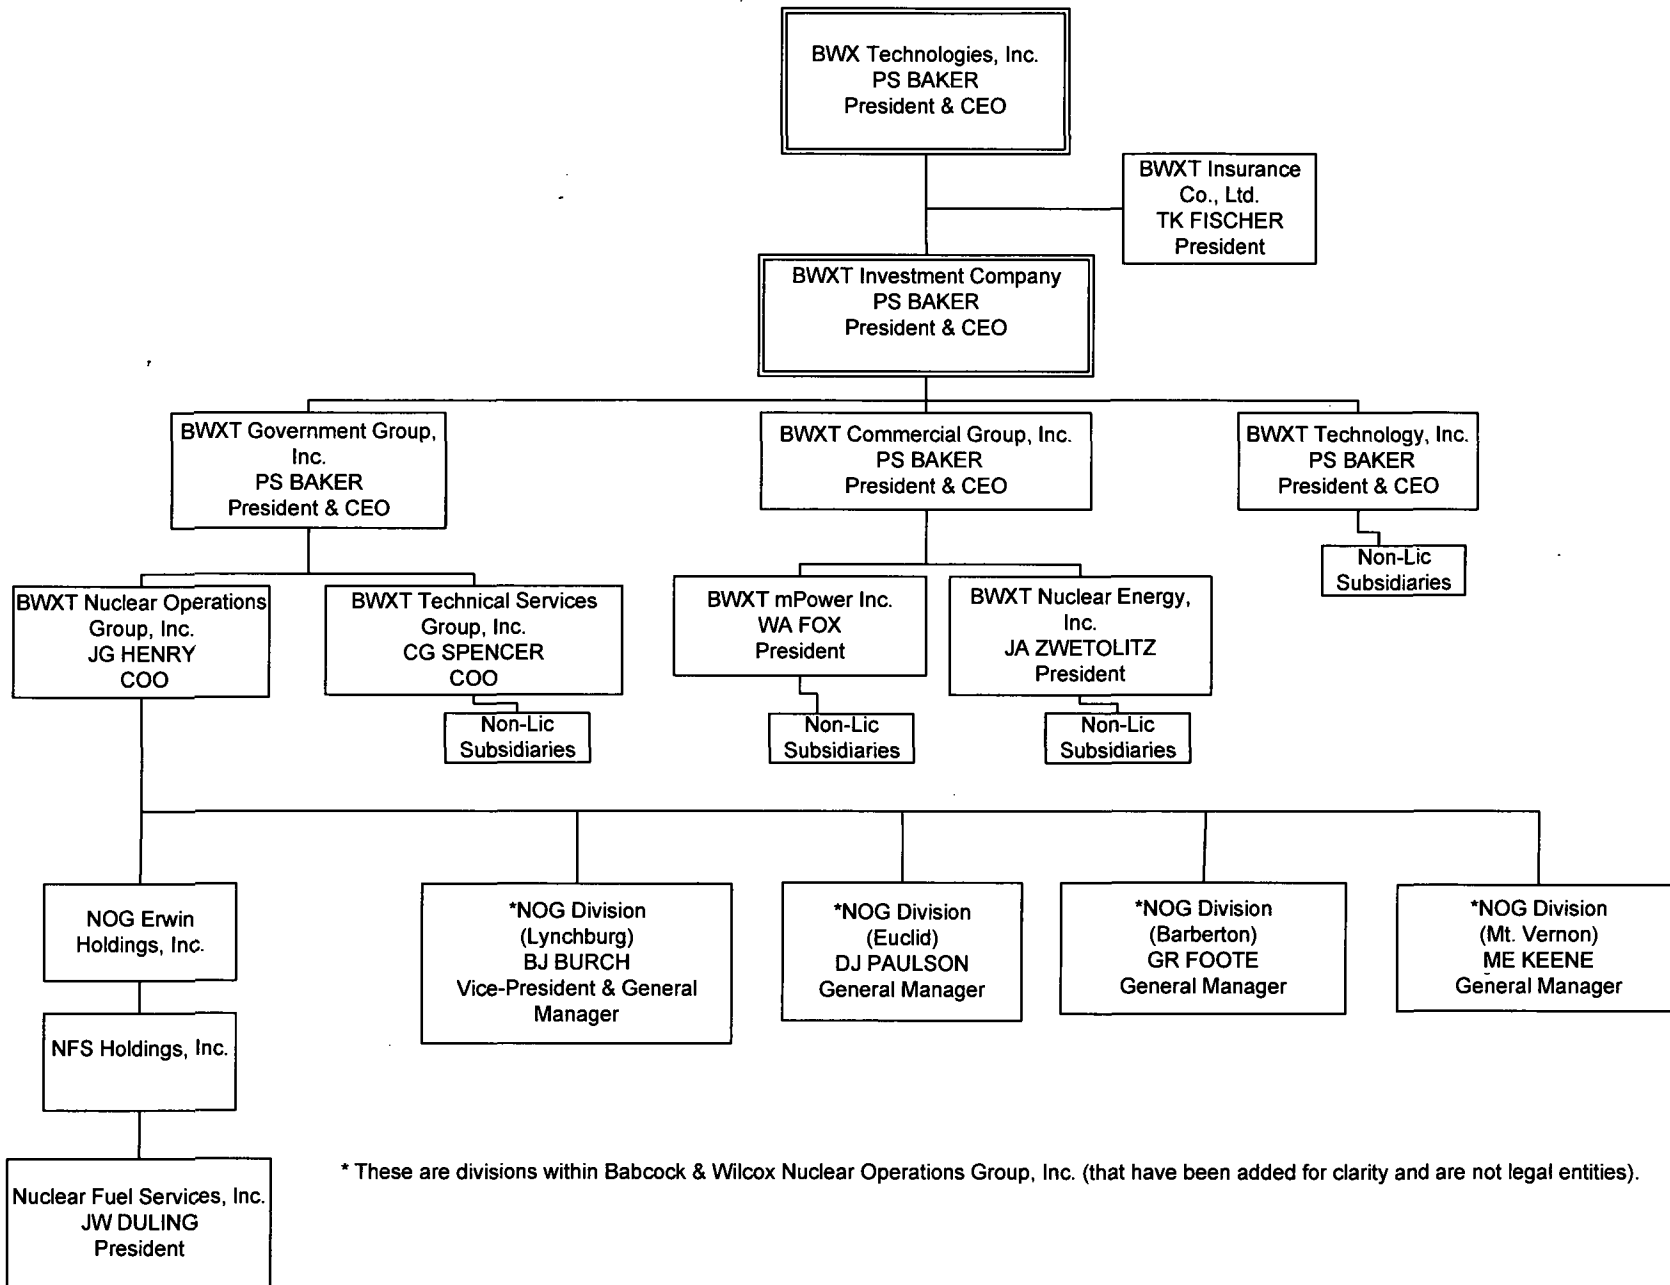 BWX Technologies, Inc.
PS BAKER
President & CEO
BWXT Insurance
Co., Ltd.
TK FISCHER
President
BWXT Investment Company
PS BAKER
President & CEO
BWXT Government Group,
Inc.
PS BAKER
President & CEO
BWXT Commercial Group, Inc.
PS BAKER
President & CEO
BWXT Technology, Inc.
PS BAKER
President & CEO
Non-Lic
Subsidiaries
BWXT Nuclear Operations
Group, Inc.
JG HENRY
COO
BWXT Technical Services
Group, Inc.
CG SPENCER
COO
BWXT mPower Inc.
WA FOX
President
BWXT Nuclear Energy,
Inc.
JA ZWETOLITZ
President
Non-Lic
Subsidiaries
Non-Lic
Subsidiaries
Non-Lic
Subsidiaries
NOG Erwin
Holdings, Inc.
*NOG Division
(Lynchburg)
BJ BURCH
Vice-President & General
Manager
*NOG Division
(Euclid)
DJ PAULSON
General Manager
*NOG Division
(Barberton)
GR FOOTE
General Manager
*NOG Division
(Mt. Vernon)
ME KEENE
General Manager
NFS Holdings, Inc.
Nuclear Fuel Services, Inc.
JW DULING
President
* These are divisions within Babcock & Wilcox Nuclear Operations Group, Inc. (that have been added for clarity and are not legal entities).